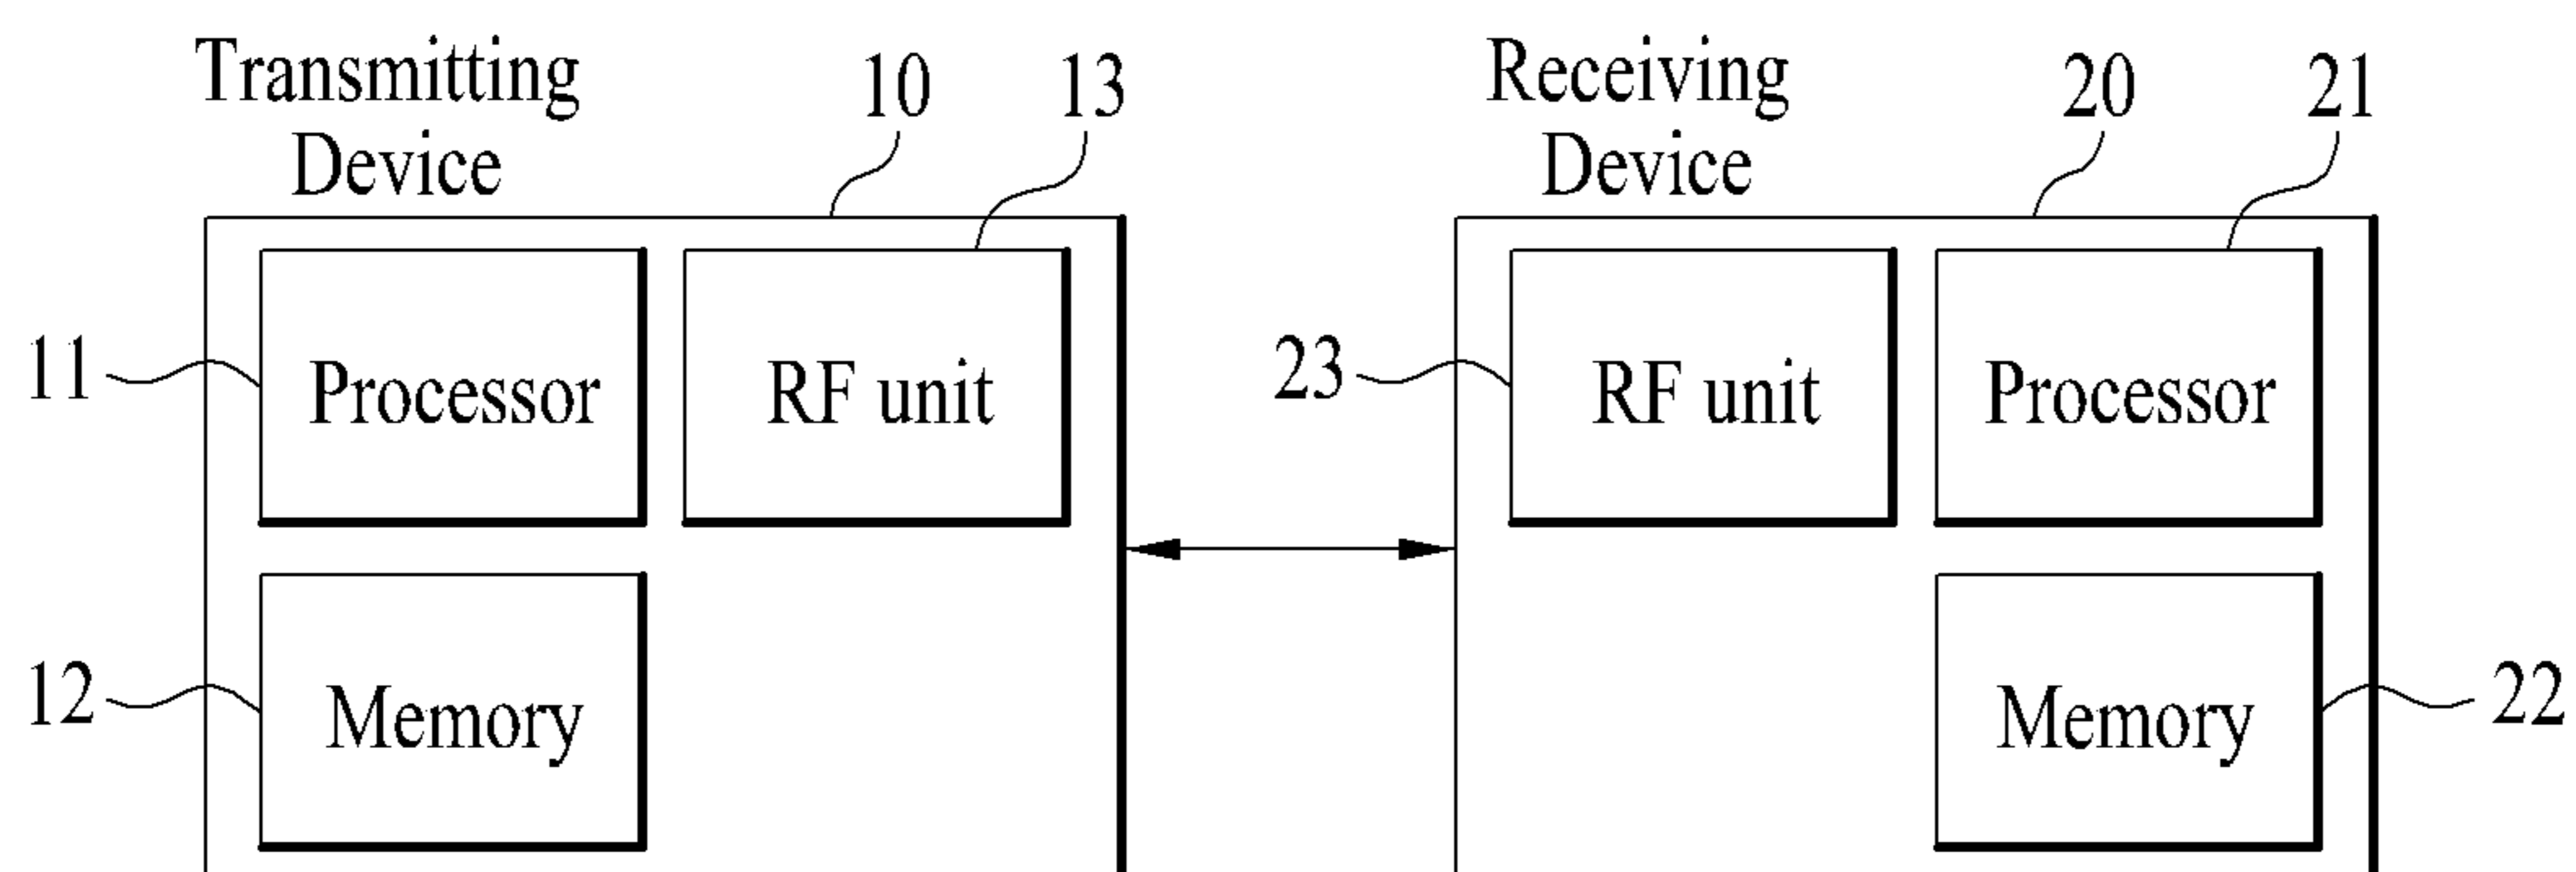 Transmitting
Device
10
13
Receiving
Device
20
21
11
Processor
RF unit
23
RF unit
Processor
12
Memory
Memory
22